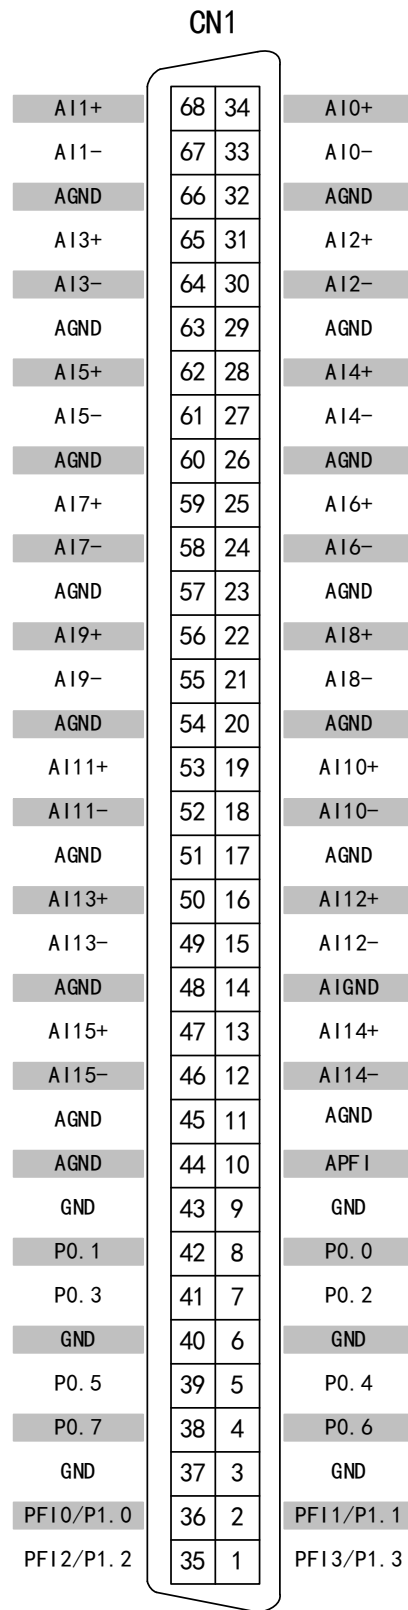 CN1
AI1+ 68 34 AI0+
AI1- 67 33 AI0-
AGND 66 32 AGND
AI3+ 65 31 AI2+
AI3- 64 30 AI2-
AGND 63 29 AGND
AI5+ 62 28 AI4+
AI5- 61 27 AI4-
AGND 60 26 AGND
AI7+ 59 25 AI6+
AI7- 58 24 AI6-
AGND 57 23 AGND
AI9+ 56 22 AI8+
AI9- 55 21 AI8-
AGND 54 20 AGND
AI11+ 53 19 AI10+
AI11- 52 18 AI10-
AGND 51 17 AGND
AI13+ 50 16 AI12+
AI13- 49 15 AI12-
AGND 48 14 AIGND
AI15+ 47 13 AI14+
AI15- 46 12 AI14-
AGND 45 11 AGND
AGND 44 10 APFI
GND 43 9 GND
P0.1 42 8 P0.0
P0.3 41 7 P0.2
GND 40 6 GND
P0.5 39 5 P0.4
P0.7 38 4 P0.6
GND 37 3 GND
PFI0/P1.0 36 2 PFI1/P1.1
PFI2/P1.2 35 1 PFI3/P1.3